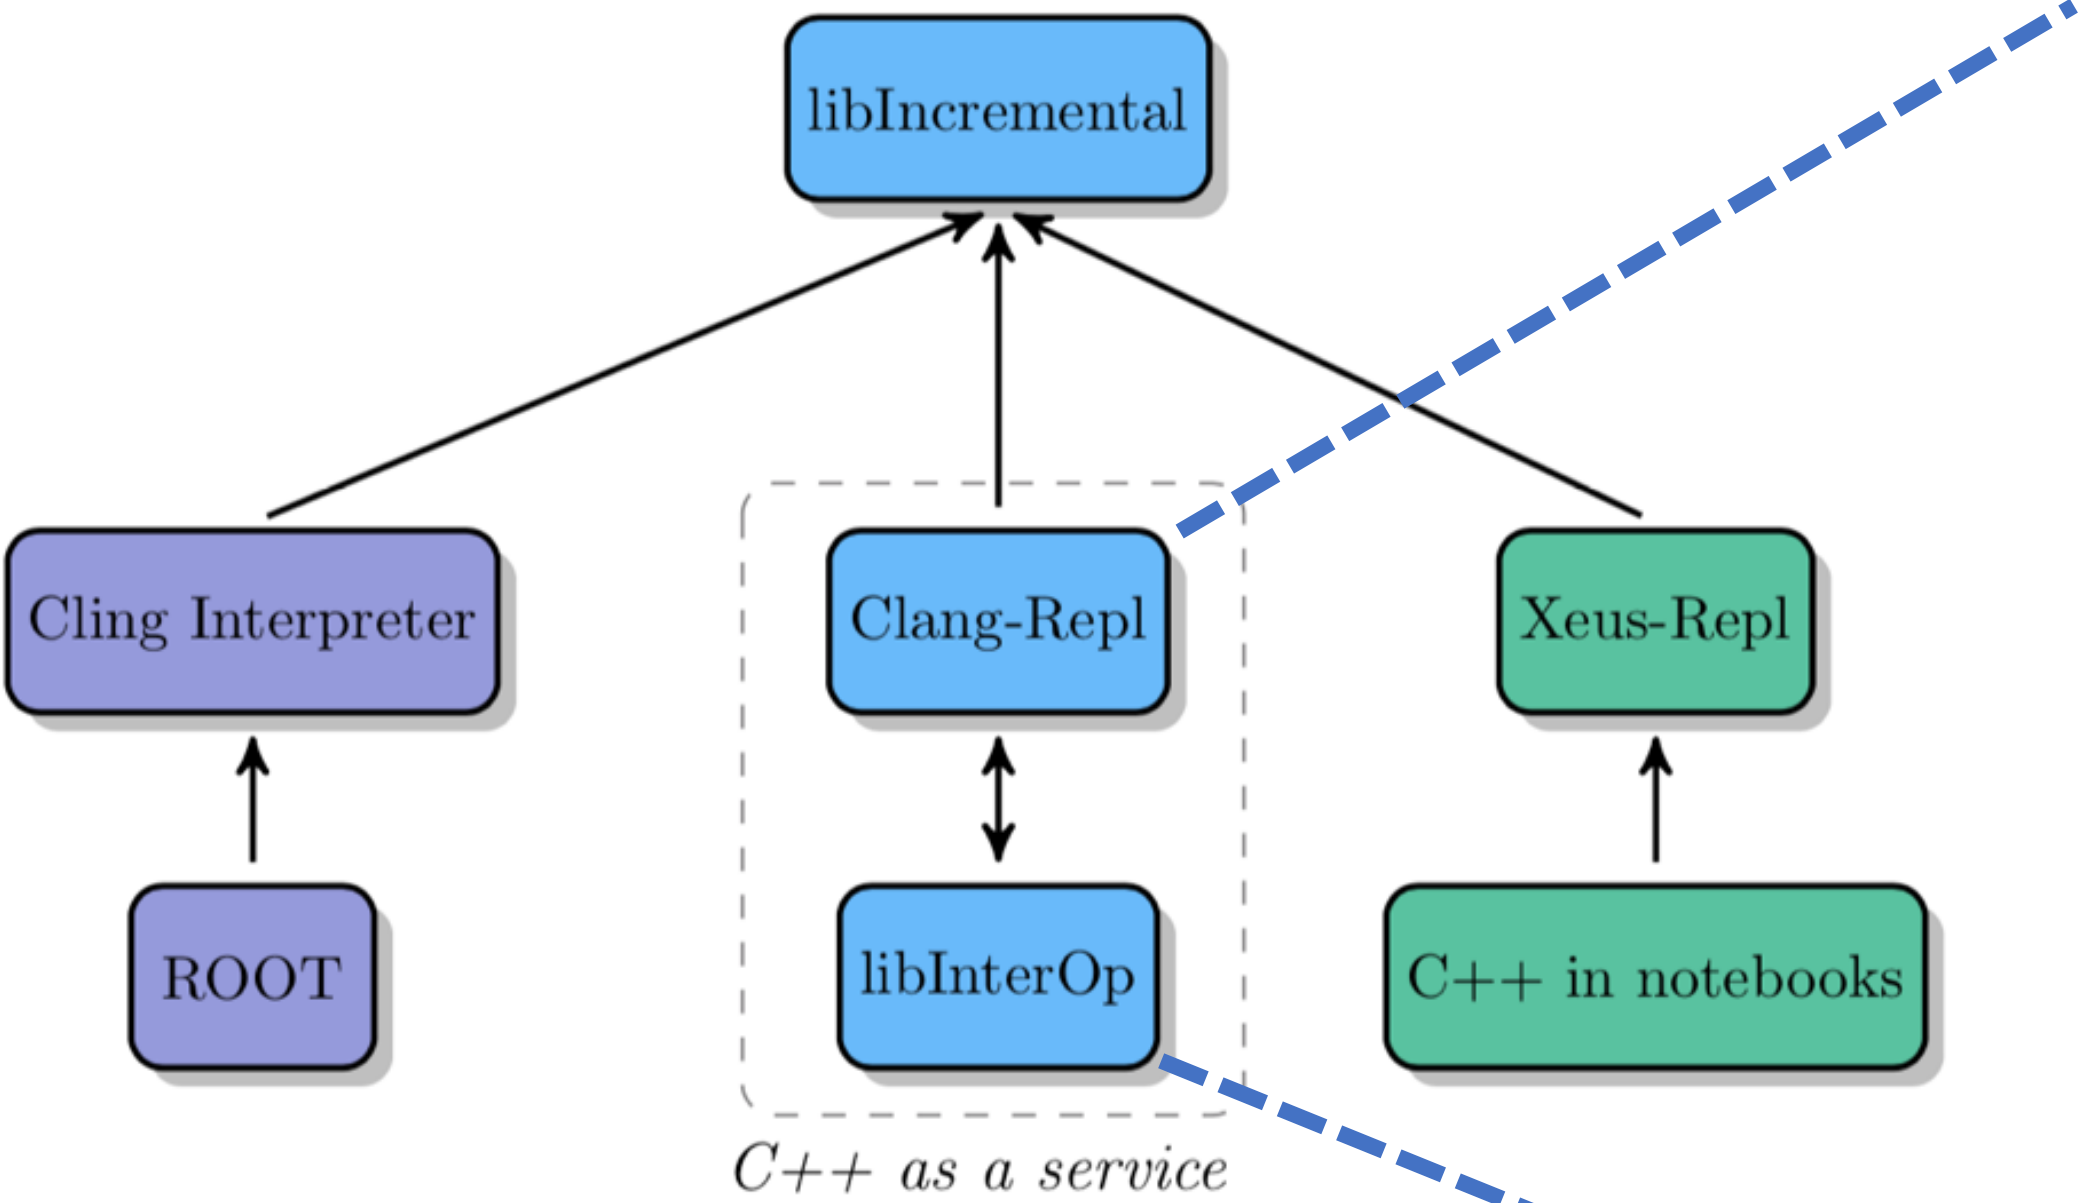 libIncremental
Cling Interpreter
Clang-Repl
Xeus-Repl
ROOT
libInterOp
C++ in notebooks
C++ as a service